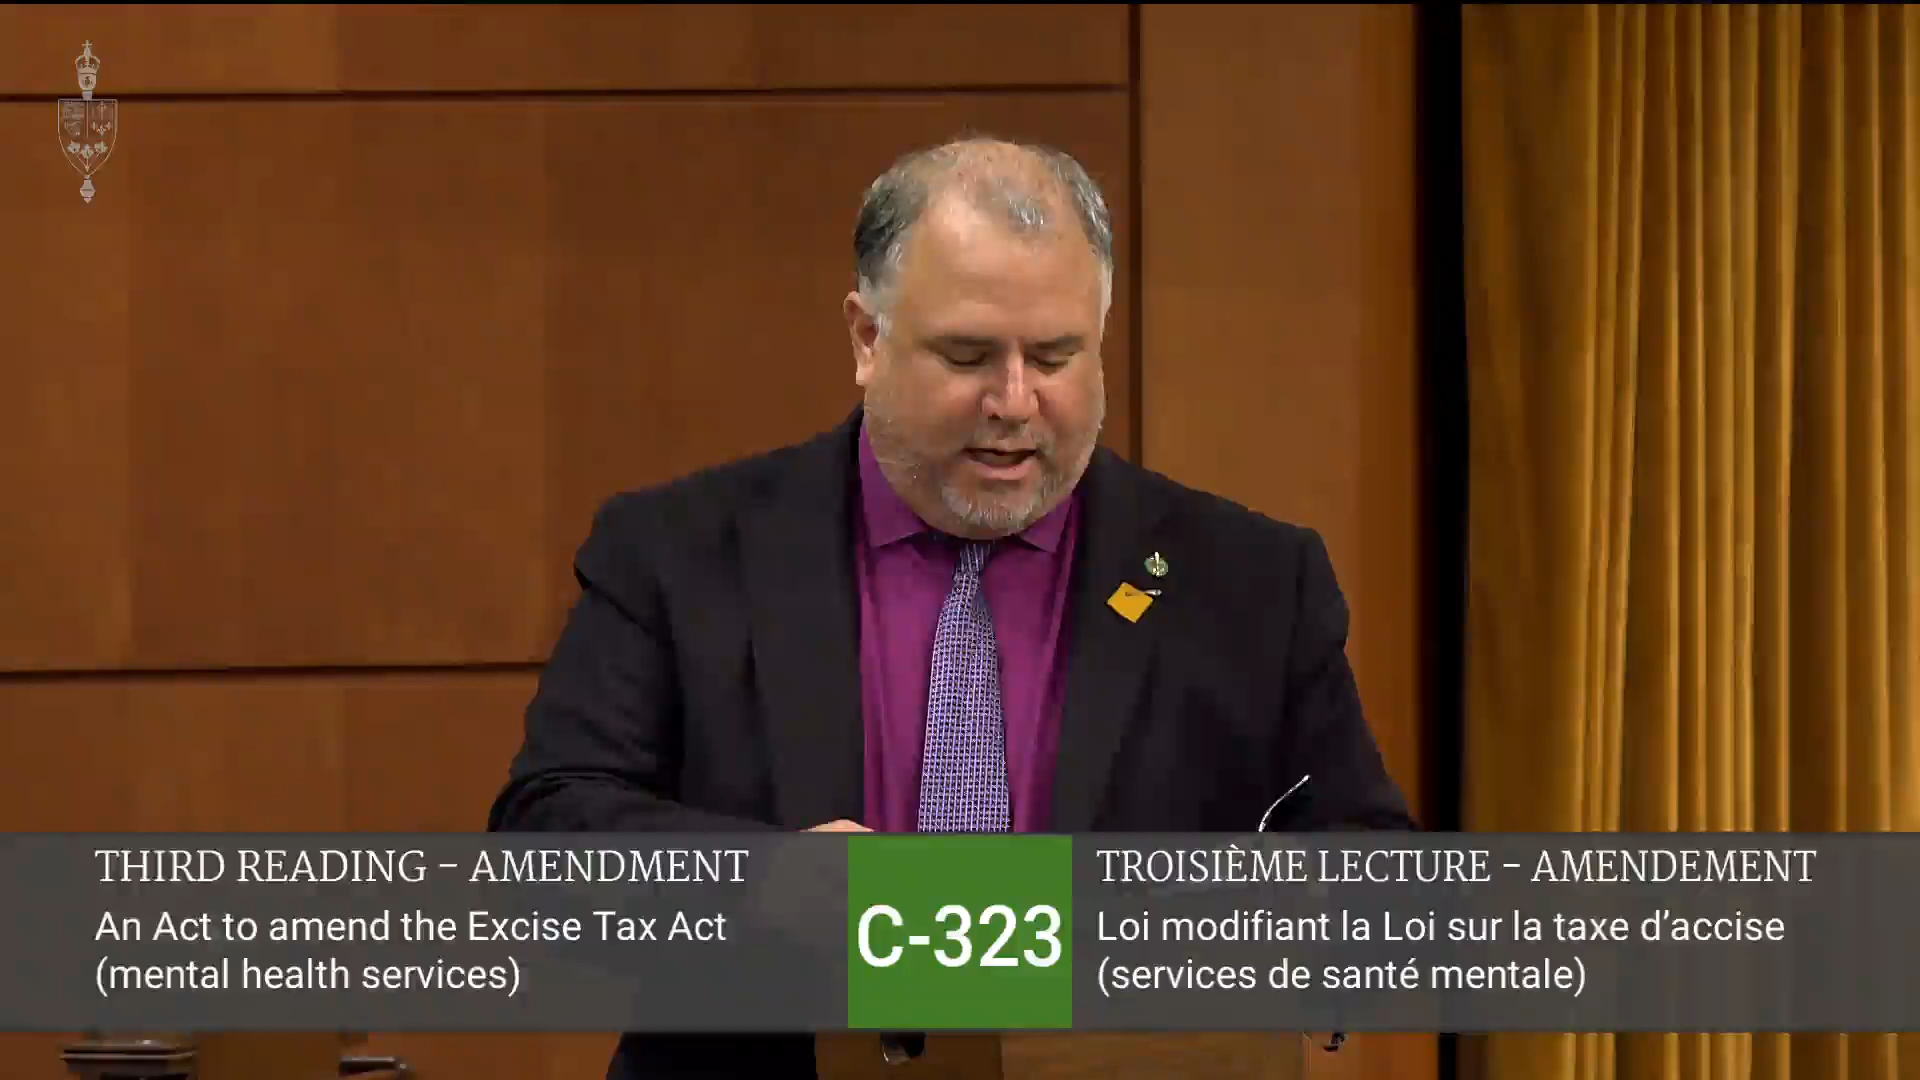 THIRD READING – AMENDMENT
An Act to amend the Excise Tax Act
(mental health services)
C-323
TROISIÈME LECTURE – AMENDEMENT
Loi modifiant la Loi sur la taxe d’accise
(services de santé mentale)